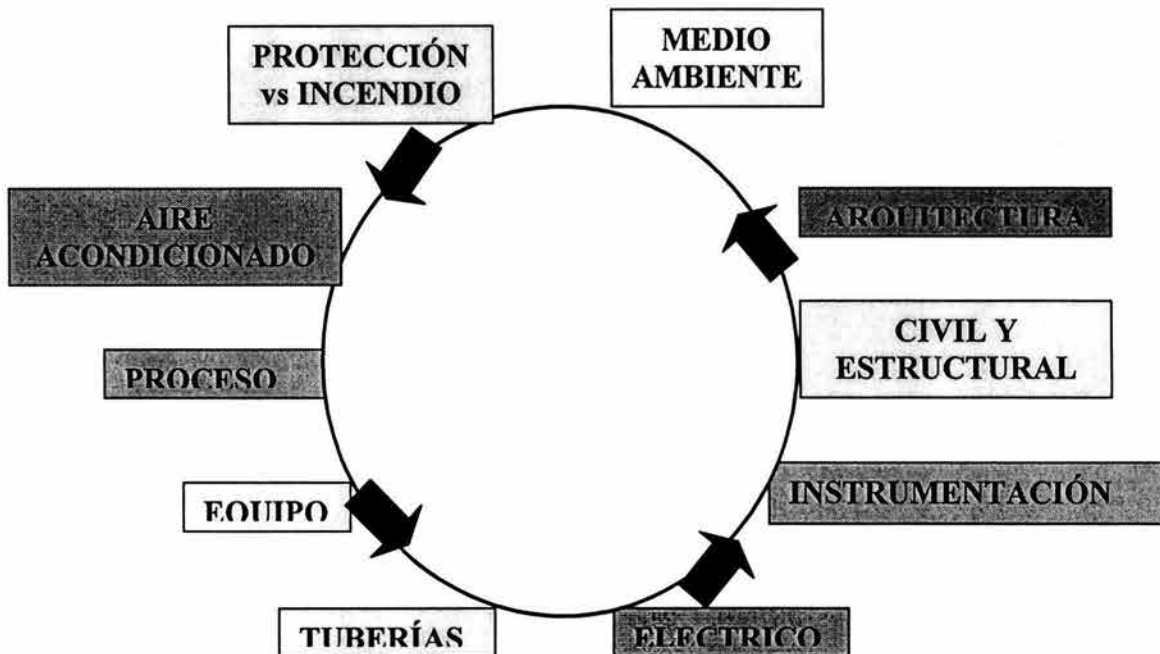 PROTECCIÓN
vs INCENDIO
MEDIO
AMBIENTE
AIRE
ACONDICIONADO
ARQUITECTURA
PROCESO
CIVIL Y
ESTRUCTURAL
EQUIPO
INSTRUMENTACIÓN
TUBERÍAS
ELECTRICO